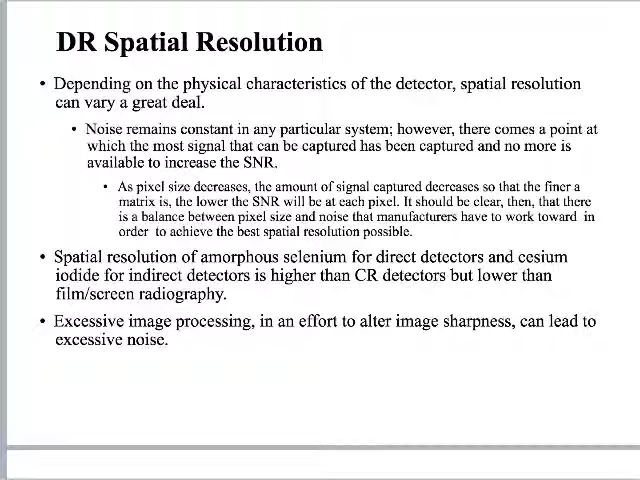 DR Spatial Resolution
• Depending on the physical characteristics of the detector, spatial resolution
can vary a great deal.
• Noise remains constant in any particular system; however, there comes a point at
which the most signal that can be captured has been captured and no more is
available to increase the SNR.
• As pixel size decreases, the amount of signal captured decreases so that the finer a
matrix is, the lower the SNR will be at each pixel. It should be clear, then, that there
is a balance between pixel size and noise that manufacturers have to work toward in
order to achieve the best spatial resolution possible.
• Spatial resolution of amorphous selenium for direct detectors and cesium
iodide for indirect detectors is higher than CR detectors but lower than
film/screen radiography.
• Excessive image processing, in an effort to alter image sharpness, can lead to
excessive noise.